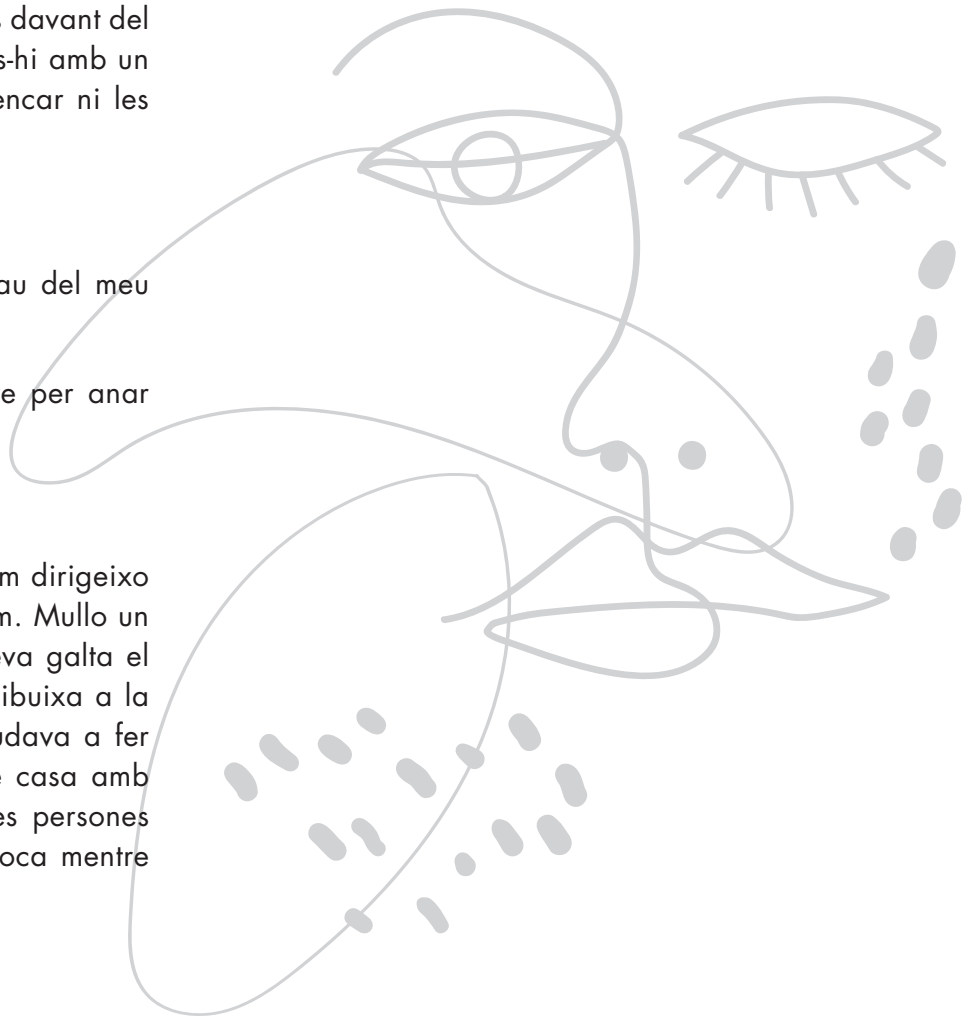 davant del
s-hi amb un
encar ni les
au del meu
e per anar
m dirigeixo
m. Mullo un
eva galta el
ibuixa a la
udava a fer
casa amb
es persones
oca mentre